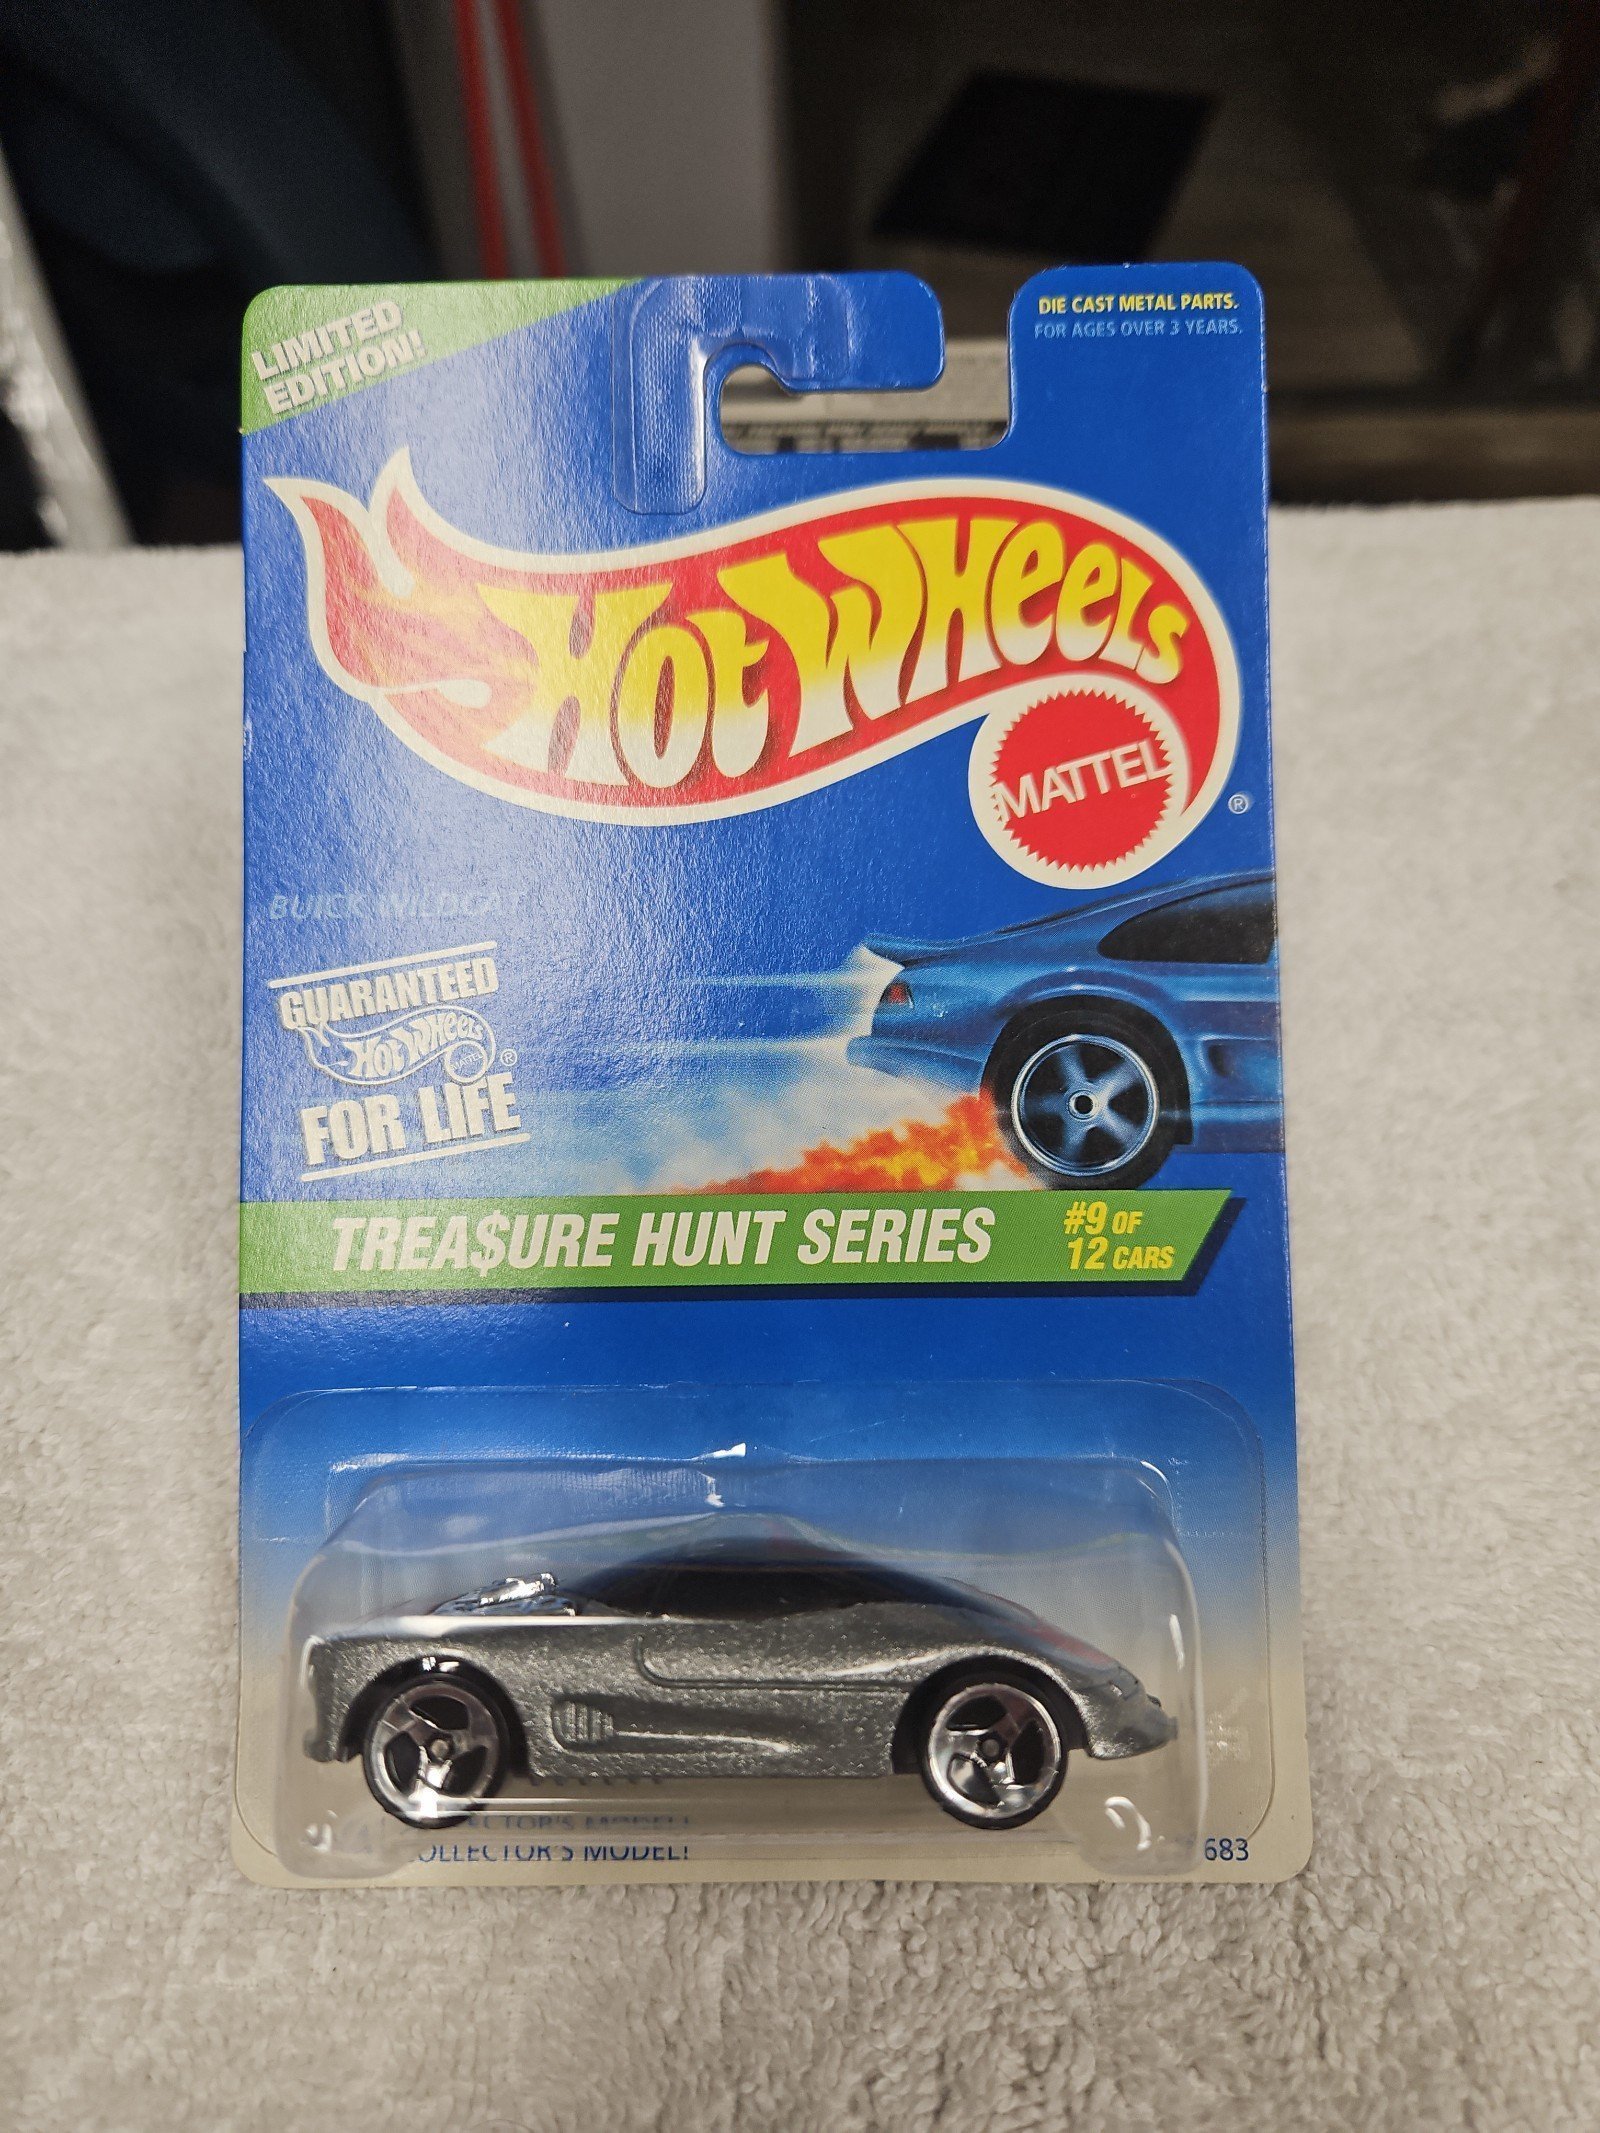 LIMITED
EDITION!
DIE CAST METAL PARTS.
FOR AGES OVER 3 YEARS.
HOT WHEELS
MATTEL
®
BUICK WILDCAT
GUARANTEED
HOT WHEELS
MATTEL
®
FOR LIFE
TREA$URE HUNT SERIES
#9 OF
12 CARS
MODEL!
683